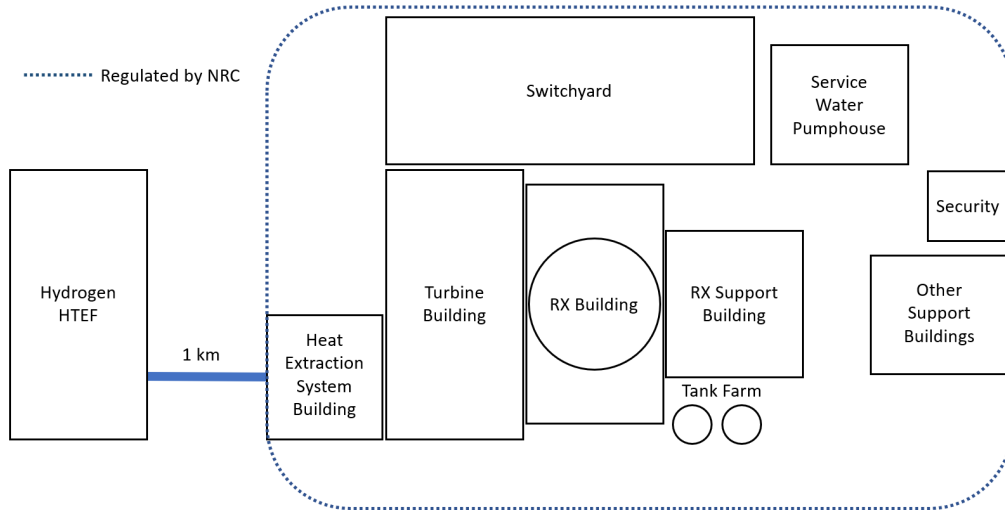 Regulated by NRC
Switchyard
Service
Water
Pumphouse
Security
Hydrogen
HTEF
1 km
Heat
Extraction
System
Building
Turbine
Building
RX Building
RX Support
Building
Other
Support
Buildings
Tank Farm